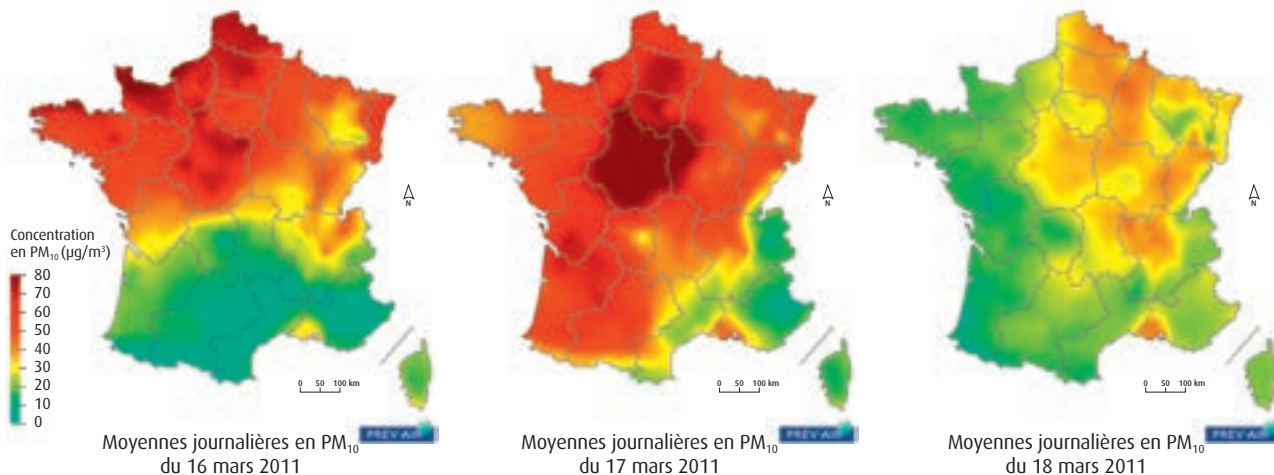 Concentration
en PM₁₀ (µg/m³)
80
70
60
50
40
30
20
10
0
N
0 50 100 km
PREV'AIR
Moyennes journalières en PM₁₀
du 16 mars 2011
N
0 50 100 km
PREV'AIR
Moyennes journalières en PM₁₀
du 17 mars 2011
N
0 50 100 km
PREV'AIR
Moyennes journalières en PM₁₀
du 18 mars 2011